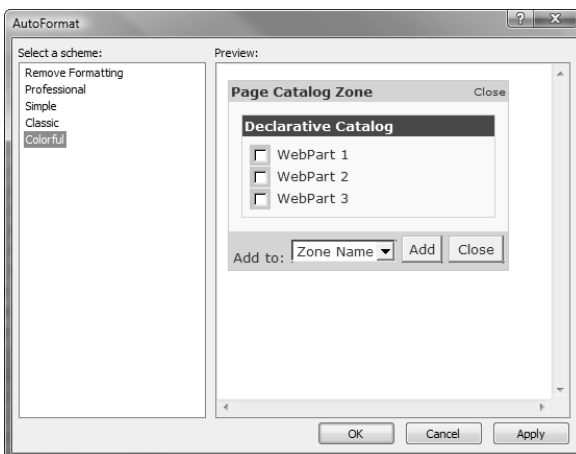 AutoFormat
? X
Select a scheme:
Remove Formatting
Professional
Simple
Classic
Colorful
Preview:
Page Catalog Zone Close
Declarative Catalog
WebPart 1
WebPart 2
WebPart 3
Add to: Zone Name Add Close
OK Cancel Apply